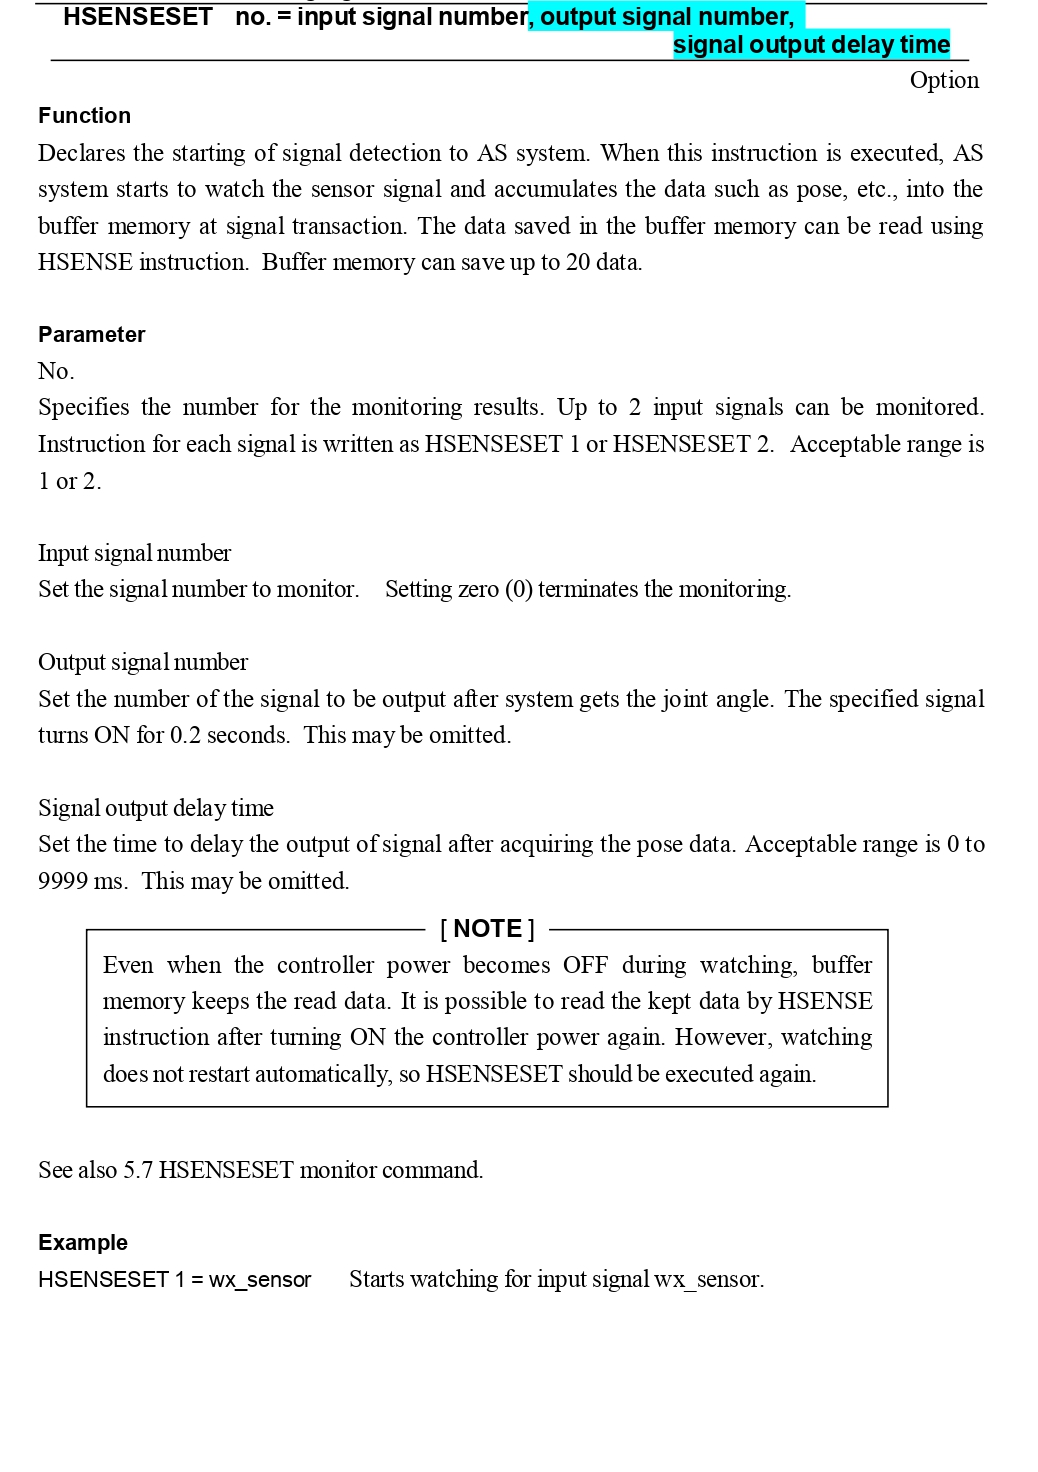 HSENSESET no. = input signal number, output signal number,
signal output delay time
Option
Function
Declares the starting of signal detection to AS system. When this instruction is executed, AS
system starts to watch the sensor signal and accumulates the data such as pose, etc., into the
buffer memory at signal transaction. The data saved in the buffer memory can be read using
HSENSE instruction. Buffer memory can save up to 20 data.
Parameter
No.
Specifies the number for the monitoring results. Up to 2 input signals can be monitored.
Instruction for each signal is written as HSENSESET 1 or HSENSESET 2. Acceptable range is
1 or 2.
Input signal number
Set the signal number to monitor. Setting zero (0) terminates the monitoring.
Output signal number
Set the number of the signal to be output after system gets the joint angle. The specified signal
turns ON for 0.2 seconds. This may be omitted.
Signal output delay time
Set the time to delay the output of signal after acquiring the pose data. Acceptable range is 0 to
9999 ms. This may be omitted.
[ NOTE ]
Even when the controller power becomes OFF during watching, buffer
memory keeps the read data. It is possible to read the kept data by HSENSE
instruction after turning ON the controller power again. However, watching
does not restart automatically, so HSENSESET should be executed again.
See also 5.7 HSENSESET monitor command.
Example
HSENSESET 1 = wx_sensor Starts watching for input signal wx_sensor.